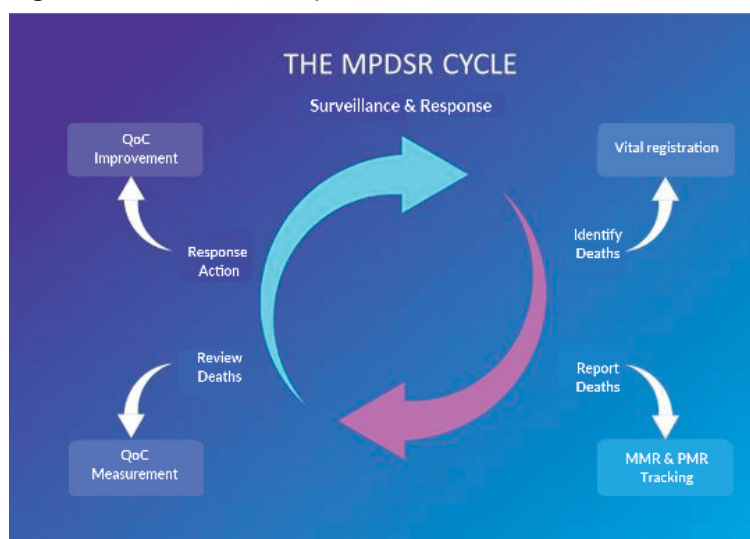 THE MPDSR CYCLE
Surveillance & Response
QoC
Improvement
Vital registration
Response
Action
Identify
Deaths
Review
Deaths
Report
Deaths
QoC
Measurement
MMR & PMR
Tracking